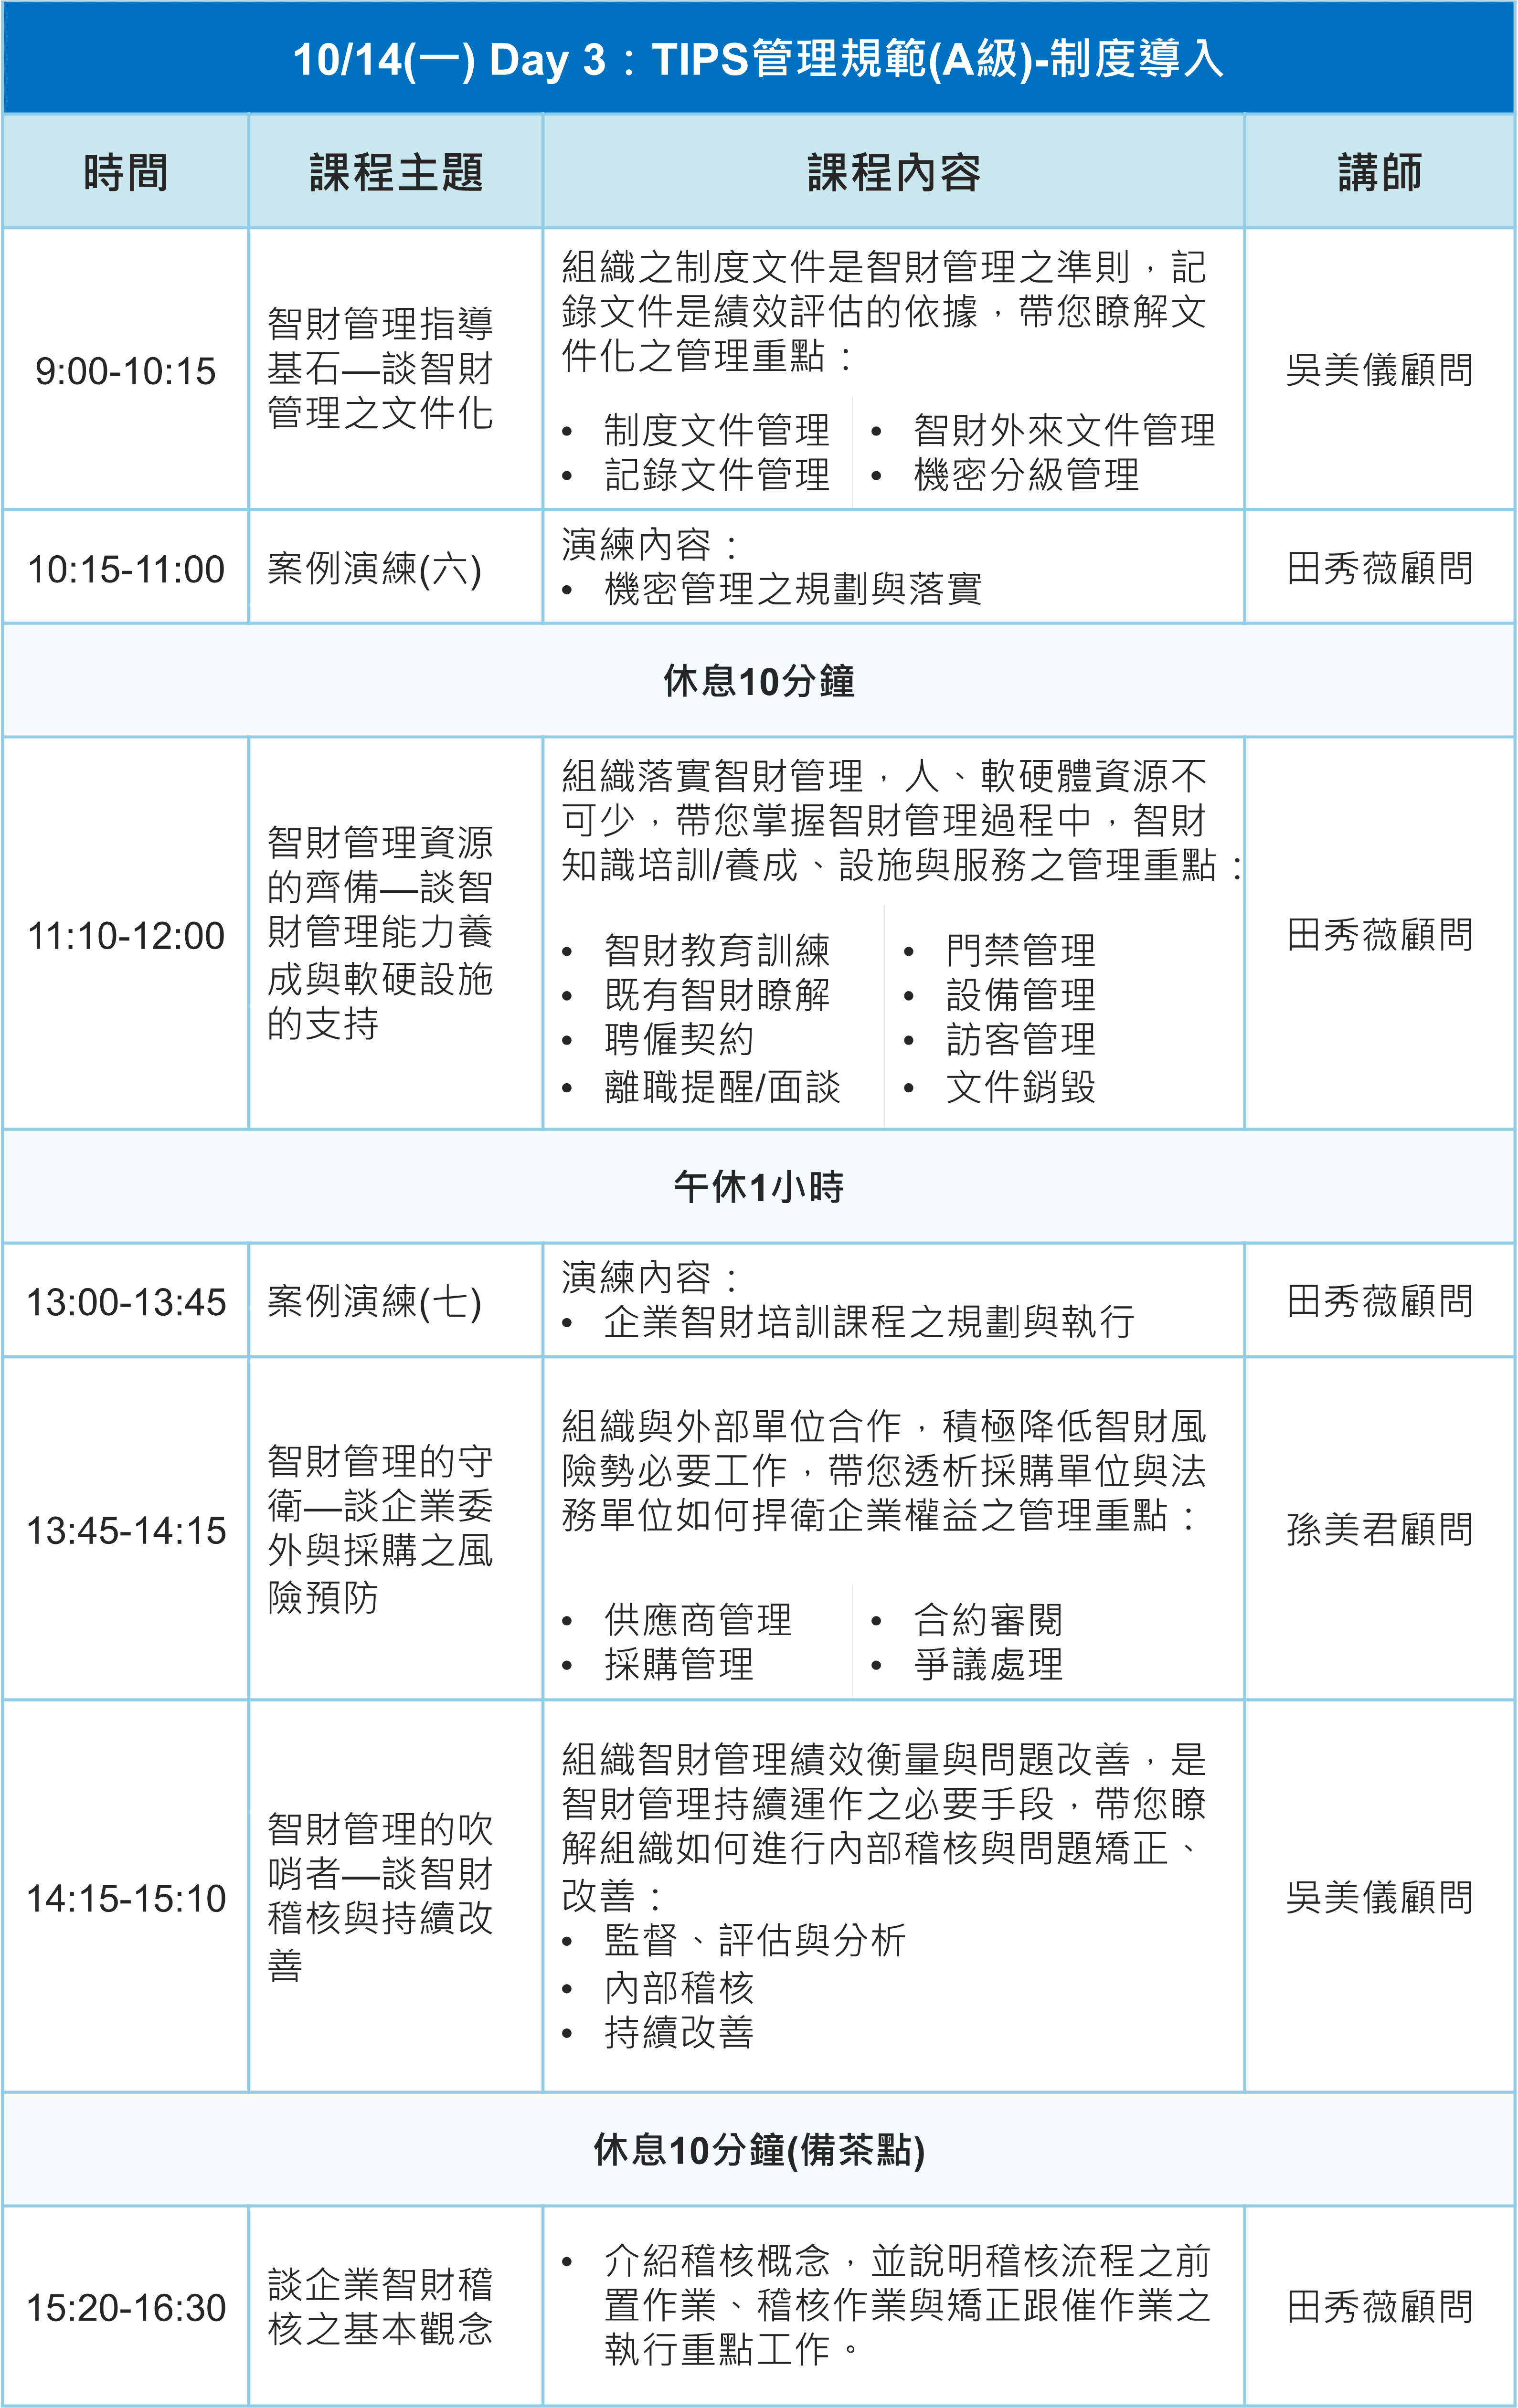 10/14(一) Day 3：TIPS管理規範(A級)-制度導入
時間
課程主題
課程內容
講師
9:00-10:15
智財管理指導
基石—談智財
管理之文件化
組織之制度文件是智財管理之準則，記
錄文件是績效評估的依據，帶您瞭解文
件化之管理重點：
• 制度文件管理
• 記錄文件管理
• 智財外來文件管理
• 機密分級管理
吳美儀顧問
10:15-11:00
案例演練(六)
演練內容：
• 機密管理之規劃與落實
田秀薇顧問
休息10分鐘
11:10-12:00
智財管理資源
的齊備—談智
財管理能力養
成與軟硬設施
的支持
組織落實智財管理，人、軟硬體資源不
可少，帶您掌握智財管理過程中，智財
知識培訓/養成、設施與服務之管理重點：
• 智財教育訓練
• 既有智財瞭解
• 聘僱契約
• 離職提醒/面談
• 門禁管理
• 設備管理
• 訪客管理
• 文件銷毀
田秀薇顧問
午休1小時
13:00-13:45
案例演練(七)
演練內容：
• 企業智財培訓課程之規劃與執行
田秀薇顧問
13:45-14:15
智財管理的守
衛—談企業委
外與採購之風
險預防
組織與外部單位合作，積極降低智財風
險勢必要工作，帶您透析採購單位與法
務單位如何捍衛企業權益之管理重點：
• 供應商管理
• 採購管理
• 合約審閱
• 爭議處理
孫美君顧問
14:15-15:10
智財管理的吹
哨者—談智財
稽核與持續改
善
組織智財管理績效衡量與問題改善，是
智財管理持續運作之必要手段，帶您瞭
解組織如何進行內部稽核與問題矯正、
改善：
• 監督、評估與分析
• 內部稽核
• 持續改善
吳美儀顧問
休息10分鐘(備茶點)
15:20-16:30
談企業智財稽
核之基本觀念
• 介紹稽核概念，並說明稽核流程之前
置作業、稽核作業與矯正跟催作業之
執行重點工作。
田秀薇顧問